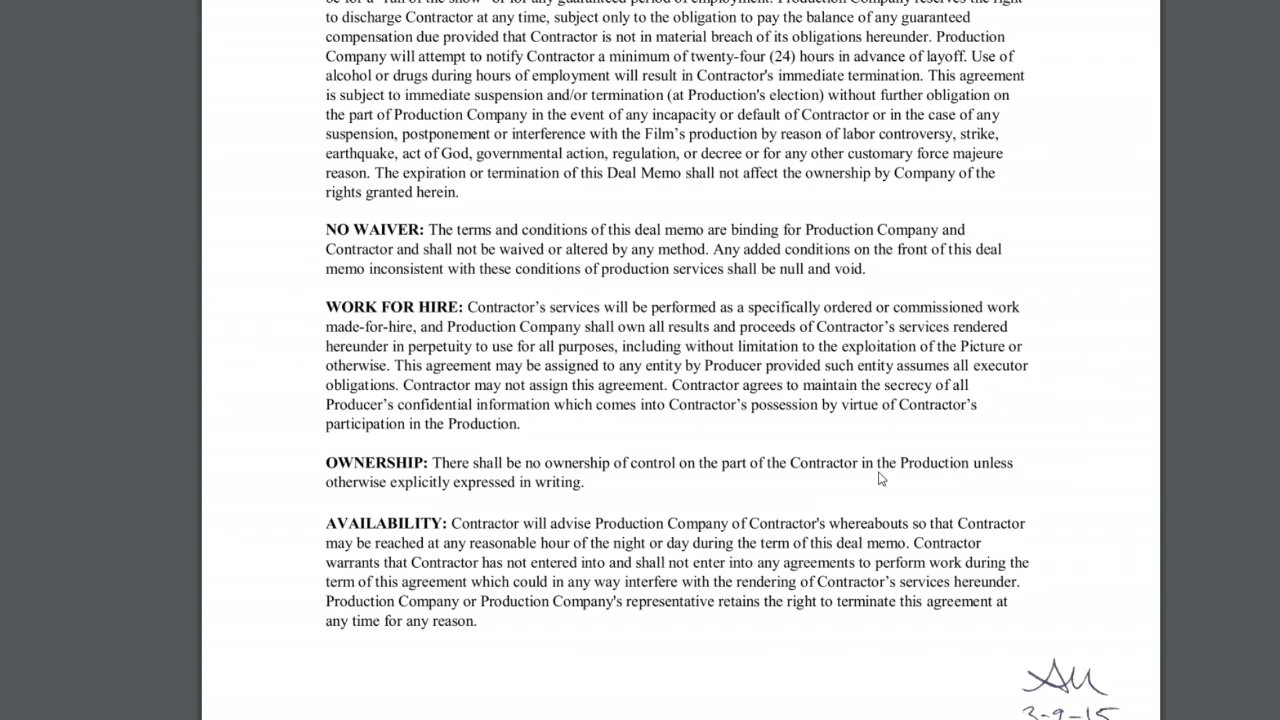 be for a "run of the show" or for any guaranteed period of employment. Production Company reserves the right
to discharge Contractor at any time, subject only to the obligation to pay the balance of any guaranteed
compensation due provided that Contractor is not in material breach of its obligations hereunder. Production
Company will attempt to notify Contractor a minimum of twenty-four (24) hours in advance of layoff. Use of
alcohol or drugs during hours of employment will result in Contractor's immediate termination. This agreement
is subject to immediate suspension and/or termination (at Production's election) without further obligation on
the part of Production Company in the event of any incapacity or default of Contractor or in the case of any
suspension, postponement or interference with the Film's production by reason of labor controversy, strike,
earthquake, act of God, governmental action, regulation, or decree or for any other customary force majeure
reason. The expiration or termination of this Deal Memo shall not affect the ownership by Company of the
rights granted herein.
NO WAIVER: The terms and conditions of this deal memo are binding for Production Company and
Contractor and shall not be waived or altered by any method. Any added conditions on the front of this deal
memo inconsistent with these conditions of production services shall be null and void.
WORK FOR HIRE: Contractor's services will be performed as a specifically ordered or commissioned work
made-for-hire, and Production Company shall own all results and proceeds of Contractor's services rendered
hereunder in perpetuity to use for all purposes, including without limitation to the exploitation of the Picture or
otherwise. This agreement may be assigned to any entity by Producer provided such entity assumes all executor
obligations. Contractor may not assign this agreement. Contractor agrees to maintain the secrecy of all
Producer's confidential information which comes into Contractor's possession by virtue of Contractor's
participation in the Production.
OWNERSHIP: There shall be no ownership of control on the part of the Contractor in the Production unless
otherwise explicitly expressed in writing.
AVAILABILITY: Contractor will advise Production Company of Contractor's whereabouts so that Contractor
may be reached at any reasonable hour of the night or day during the term of this deal memo. Contractor
warrants that Contractor has not entered into and shall not enter into any agreements to perform work during the
term of this agreement which could in any way interfere with the rendering of Contractor's services hereunder.
Production Company or Production Company's representative retains the right to terminate this agreement at
any time for any reason.
3-9-15